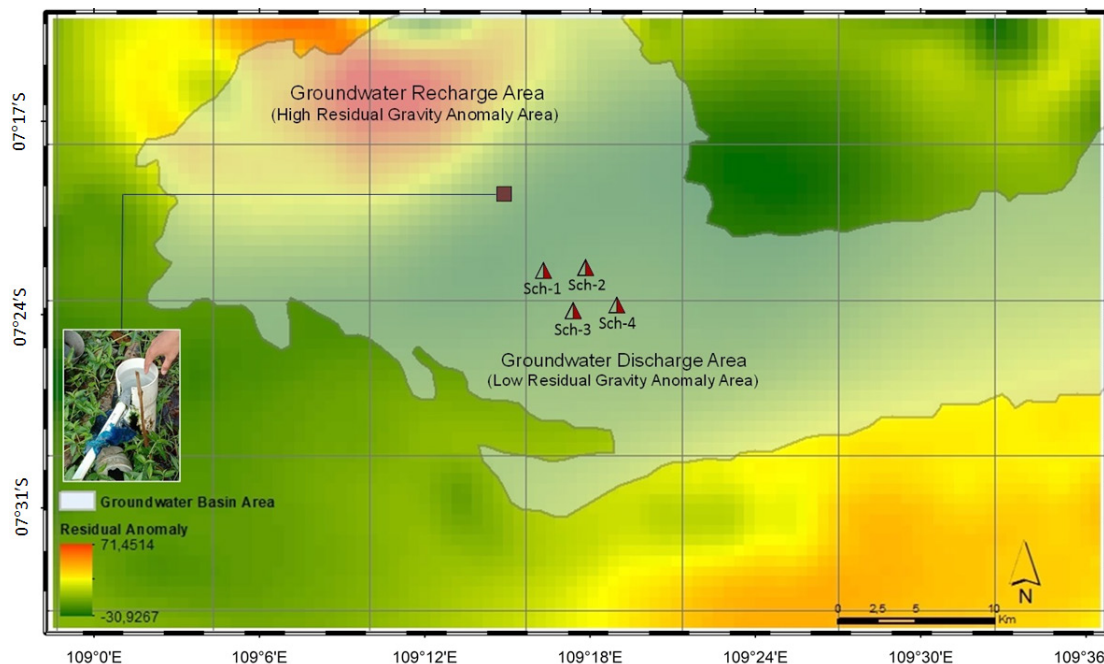 Groundwater Recharge Area
(High Residual Gravity Anomaly Area)
07°17'S
Sch-1
Sch-2
07°24'S
Sch-3
Sch-4
Groundwater Discharge Area
(Low Residual Gravity Anomaly Area)
07°31'S
Groundwater Basin Area
Residual Anomaly
71,4514
-30,9267
N
0 2,5 5 10
Km
109°0'E 109°6'E 109°12'E 109°18'E 109°24'E 109°30'E 109°36'E